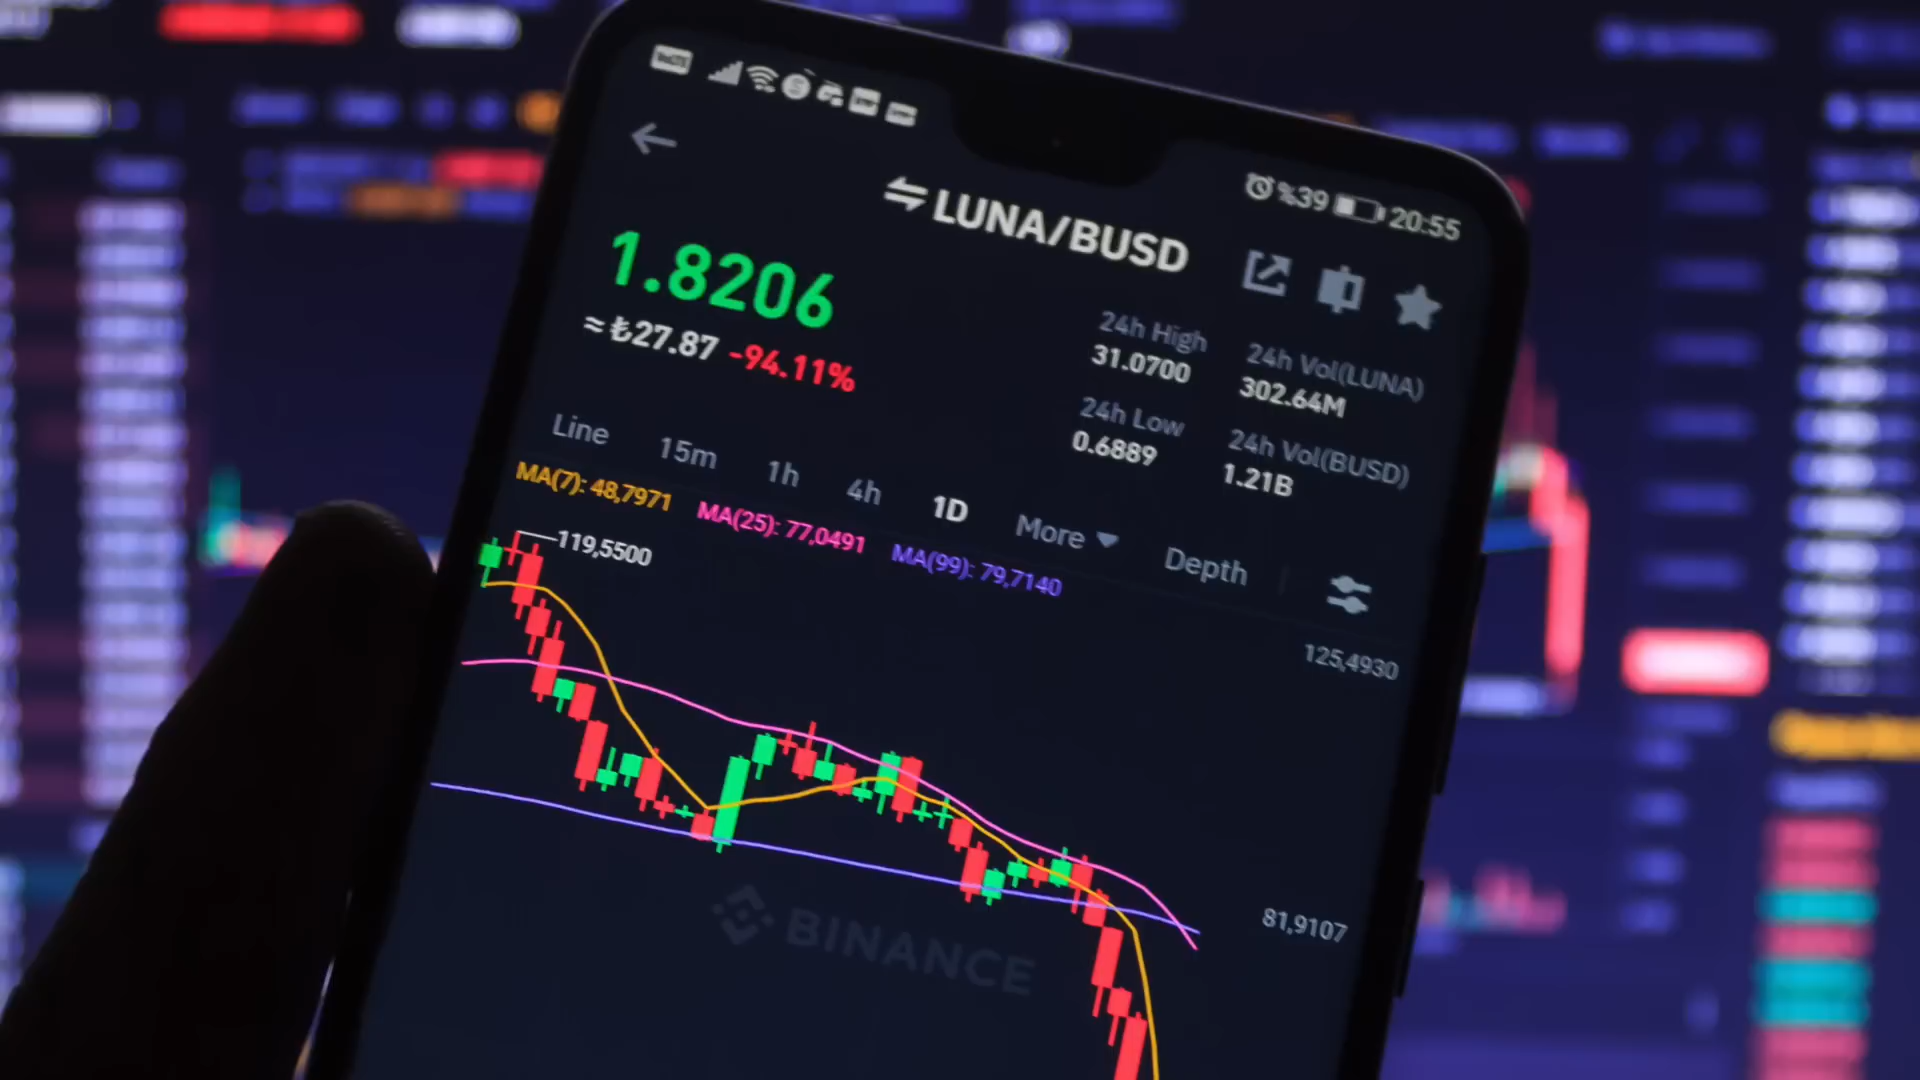 %39 20:55
LUNA/BUSD
1.8206
≈ ₺27.87 -94.11%
24h High
31.0700
24h Vol(LUNA)
302.64M
24h Low
0.6889
24h Vol(BUSD)
1.21B
Line 15m 1h 4h 1D More Depth
MA(7): 48,7971 MA(25): 77,0491 MA(99): 79,7140
119,5500
125,4930
81,9107
BINANCE